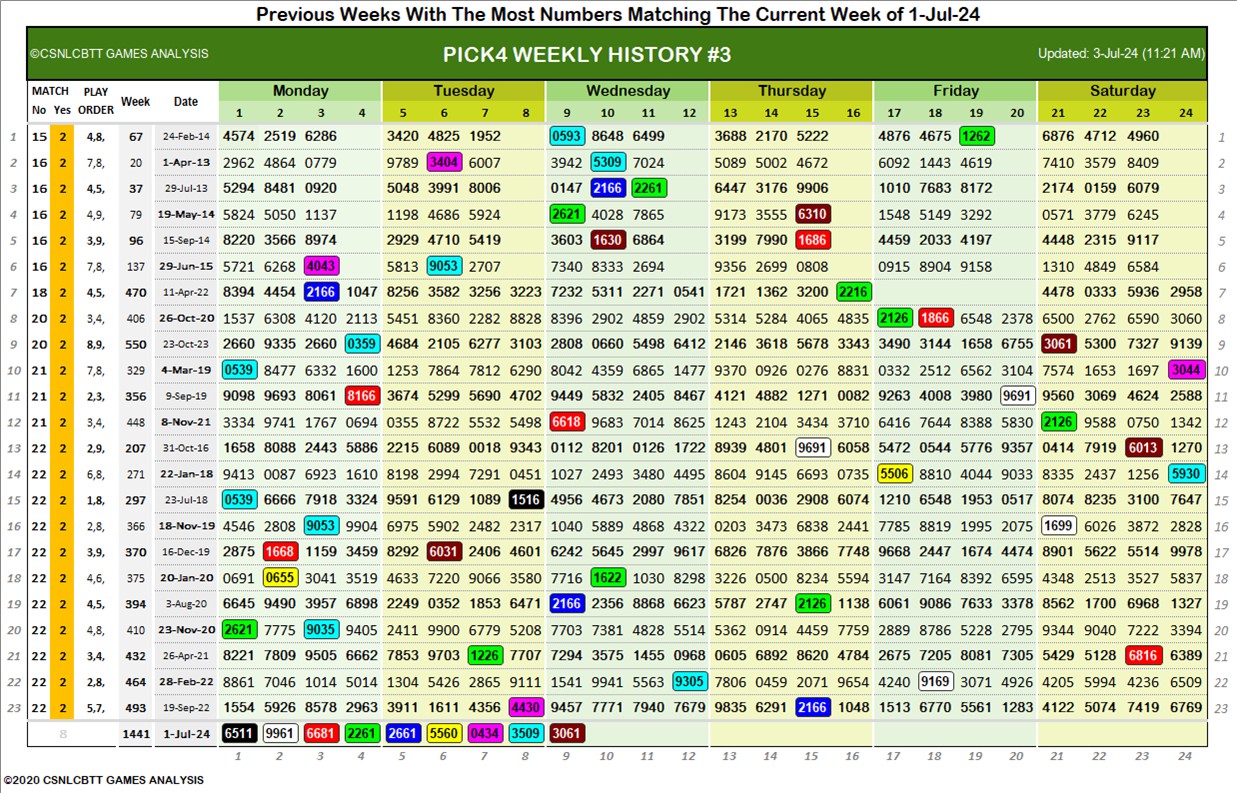 Previous Weeks With The Most Numbers Matching The Current Week of 1-Jul-24
©CSNLCBTT GAMES ANALYSIS PICK4 WEEKLY HISTORY #3 Updated: 3-Jul-24 (11:21 AM)
MATCH PLAY Week Date Monday Tuesday Wednesday Thursday Friday Saturday
No Yes ORDER 1 2 3 4 5 6 7 8 9 10 11 12 13 14 15 16 17 18 19 20 21 22 23 24
1 15 2 4,8, 67 24-Feb-14 4574 2519 6286 3420 4825 1952 0593 8648 6499 3688 2170 5222 4876 4675 1262 6876 4712 4960 1
2 16 2 7,8, 20 1-Apr-13 2962 4864 0779 9789 3404 6007 3942 5309 7024 5089 5002 4672 6092 1443 4619 7410 3579 8409 2
3 16 2 4,5, 37 29-Jul-13 5294 8481 0920 5048 3991 8006 0147 2166 2261 6447 3176 9906 1010 7683 8172 2174 0159 6079 3
4 16 2 4,9, 79 19-May-14 5824 5050 1137 1198 4686 5924 2621 4028 7865 9173 3555 6310 1548 5149 3292 0571 3779 6245 4
5 16 2 3,9, 96 15-Sep-14 8220 3566 8974 2929 4710 5419 3603 1630 6864 3199 7990 1686 4459 2033 4197 4448 2315 9117 5
6 16 2 7,8, 137 29-Jun-15 5721 6268 4043 5813 9053 2707 7340 8333 2694 9356 2699 0808 0915 8904 9158 1310 4849 6584 6
7 18 2 4,5, 470 11-Apr-22 8394 4454 2166 1047 8256 3582 3256 3223 7232 5311 2271 0541 1721 1362 3200 2216 4478 0333 5936 2958 7
8 20 2 3,4, 406 26-Oct-20 1537 6308 4120 2113 5451 8360 2282 8828 8396 2902 4859 2902 5314 5284 4065 4835 2126 1866 6548 2378 6500 2762 6590 3060 8
9 20 2 8,9, 550 23-Oct-23 2660 9335 2660 0359 4684 2105 6277 3103 2808 0660 5498 6412 2146 3618 5678 3343 3490 3144 1658 6755 3061 5300 7327 9139 9
10 21 2 7,8, 329 4-Mar-19 0539 8477 6332 1600 1253 7864 7812 6290 8042 4359 6865 1477 9370 0926 0276 8831 0332 2512 6562 3104 7574 1653 1697 3044 10
11 21 2 2,3, 356 9-Sep-19 9098 9693 8061 8166 3674 5299 5690 4702 9449 5832 2405 8467 4121 4882 1271 0082 9263 4008 3980 9691 9560 3069 4624 2588 11
12 21 2 3,4, 448 8-Nov-21 3334 9741 1767 3794 0355 8722 5532 5498 6618 9683 7014 8625 1243 2104 3434 3710 6416 7644 8388 5830 2126 9588 0750 1342 12
13 22 2 2,9, 207 31-Oct-16 1658 8088 2443 5886 2215 6089 0018 9343 0112 8201 0126 1722 8939 4801 9691 6058 5472 0544 5776 9357 0414 7919 6013 1270 13
14 22 2 6,8, 271 22-Jan-18 9413 0087 6923 1610 8198 2594 7291 0451 1027 2493 3480 4495 8604 9145 6693 0735 5506 8810 4044 9033 8335 2437 1256 5930 14
15 22 2 1,8, 297 23-Jul-18 0539 6666 7918 3324 9591 6129 1089 1516 4956 4673 2080 7851 8254 0036 2908 6074 1210 6548 1953 0517 8074 8235 3100 7647 15
16 22 2 2,8, 366 18-Nov-19 4546 2808 9053 9904 6975 5902 2482 2317 1040 5889 4868 4322 0203 3473 6838 2441 7785 8819 1995 2075 1699 6026 3872 2828 16
17 22 2 3,9, 370 16-Dec-19 2875 1668 1159 3459 8292 6031 2406 4601 6242 5645 2997 9617 6826 7876 3866 7748 9668 2447 1674 4474 8901 5622 5514 9978 17
18 22 2 4,6, 375 20-Jan-20 0691 0655 3041 3519 4633 7220 9066 3580 7716 1622 1030 8298 3226 0500 8234 5594 3147 7164 8392 6595 4348 2513 3527 5837 18
19 22 2 4,5, 394 3-Aug-20 6645 9490 3957 6898 2249 0352 1853 6471 2166 2356 8868 6623 5787 2747 2126 1138 6061 9086 7633 5378 8562 1700 6968 1327 19
20 22 2 4,8, 410 23-Nov-20 2621 7775 9035 9405 2411 9900 6779 5208 7703 7381 4828 5514 5362 0914 4459 7759 2889 9786 5228 2795 9344 9040 7222 3394 20
21 22 2 3,4, 432 26-Apr-21 8221 7809 9505 6662 7853 9703 1226 7707 7294 3575 1455 0968 0605 6892 8620 4784 2675 7205 8081 7305 5429 5128 6816 6389 21
22 22 2 2,8, 464 28-Feb-22 8861 7046 1014 5014 1304 5426 2865 9111 1541 9941 5563 9305 7806 0459 2071 9654 4240 9169 3071 4926 4205 5994 4236 6509 22
23 22 2 5,7, 493 19-Sep-22 1554 5926 8578 2963 3911 1611 4356 4430 9457 7771 7940 7679 9835 6291 2166 1048 1513 6770 5561 1283 4122 5074 7419 6769 23
8 1441 1-Jul-24 6511 9961 6681 2261 2661 5560 0434 3509 3061
1 2 3 4 5 6 7 8 9 10 11 12 13 14 15 16 17 18 19 20 21 22 23 24
©2020 CSNLCBTT GAMES ANALYSIS